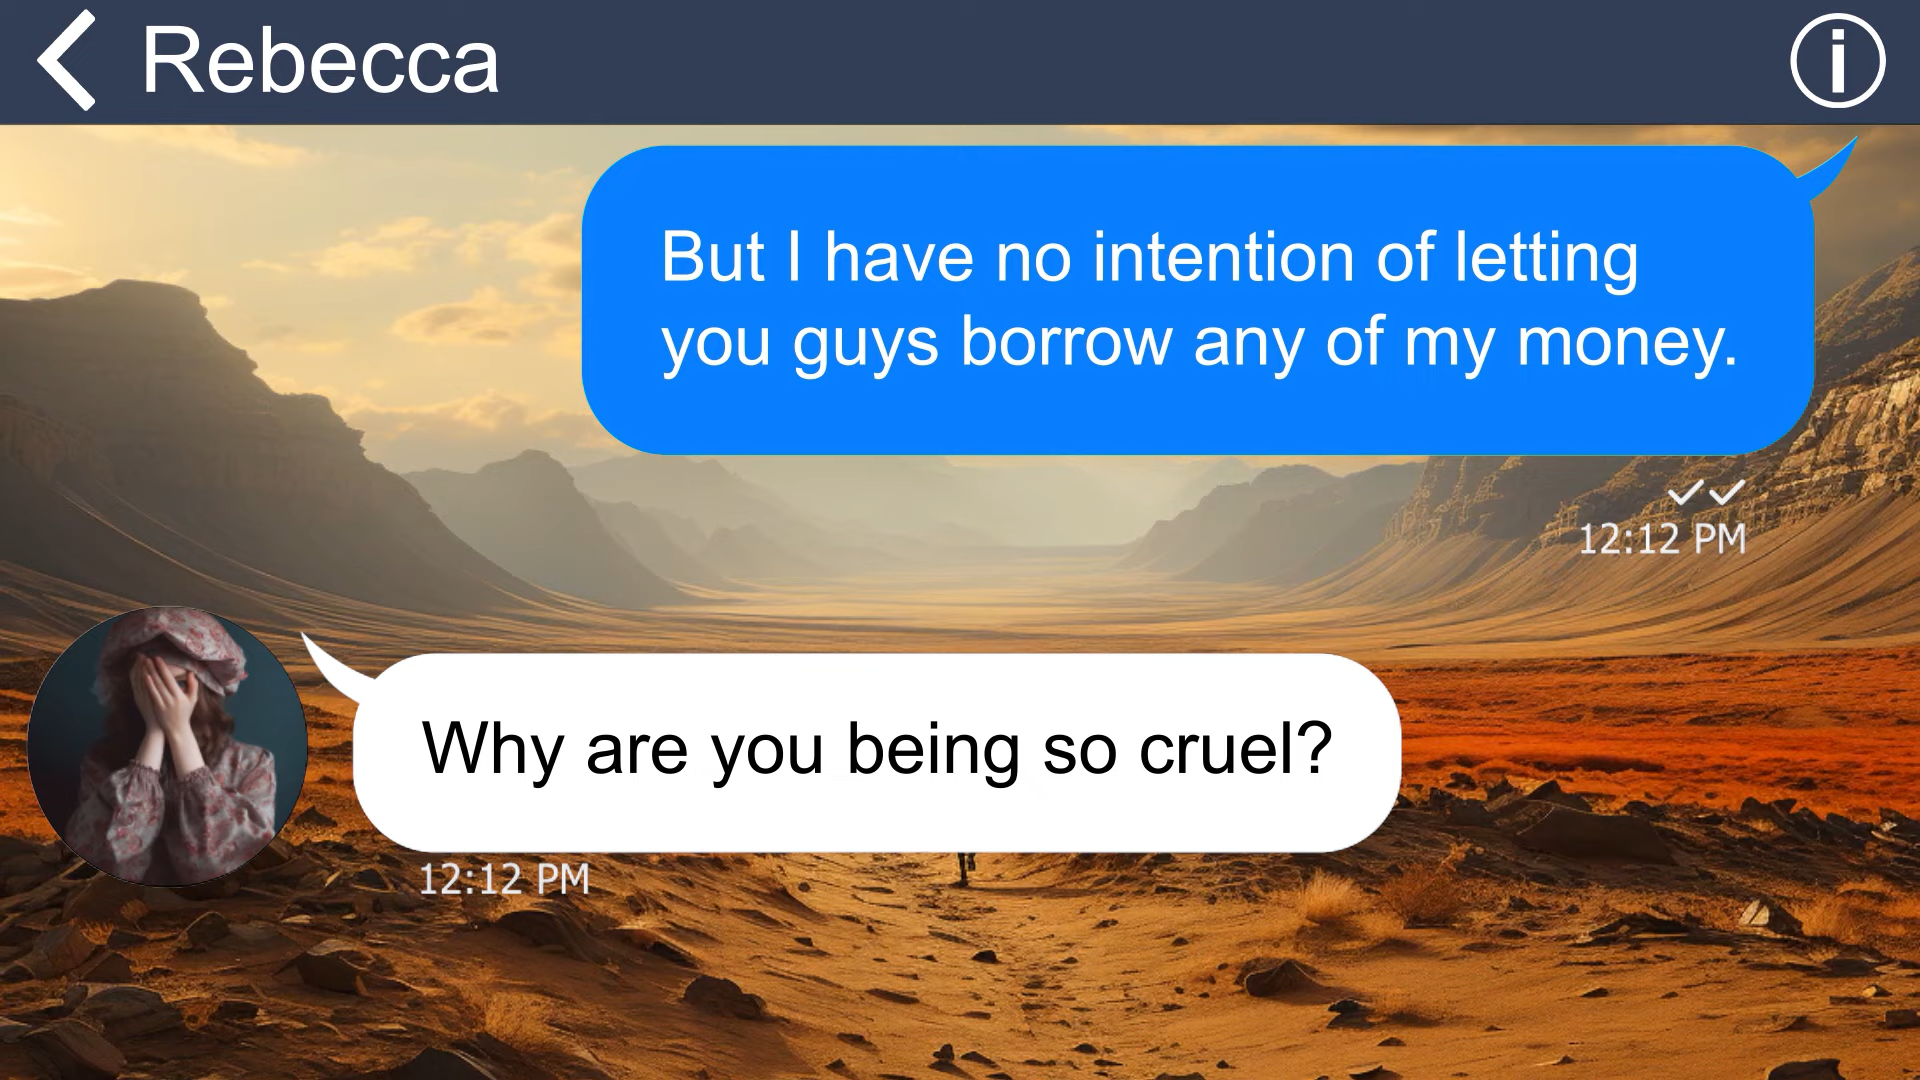 Rebecca
But I have no intention of letting
you guys borrow any of my money.
12:12 PM
Why are you being so cruel?
12:12 PM